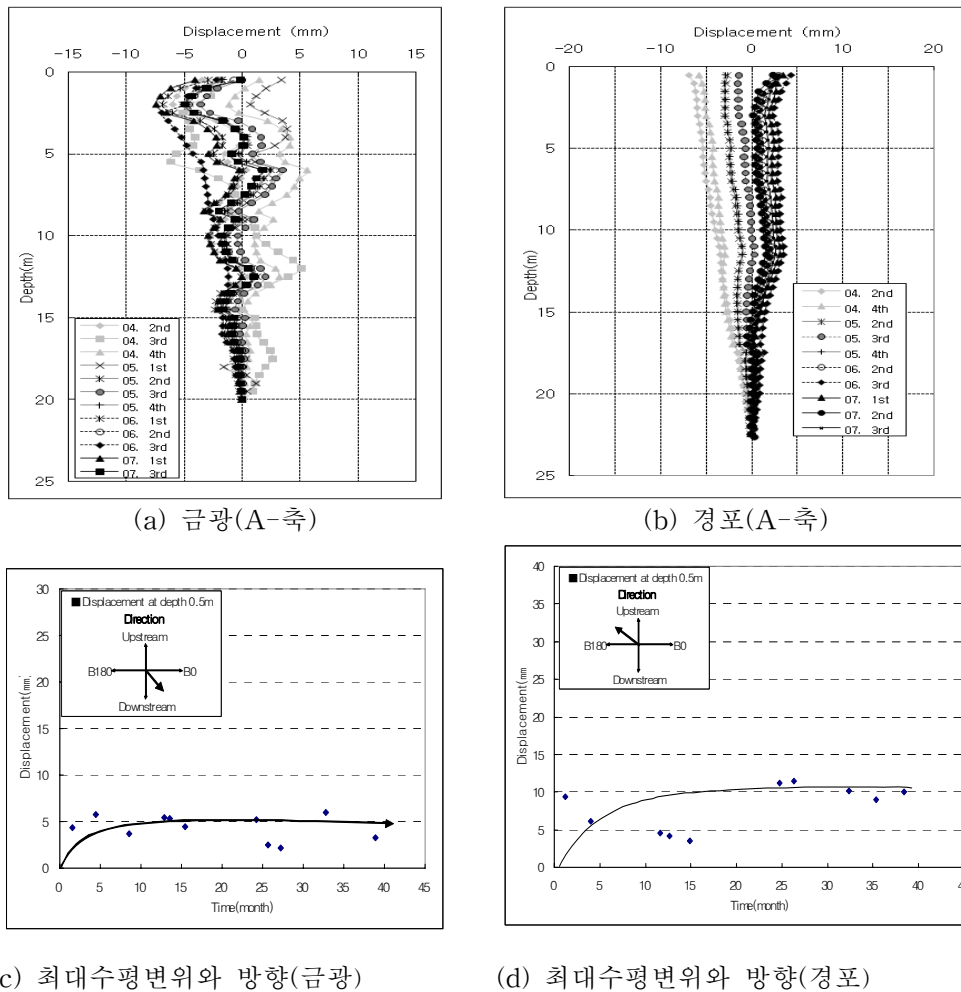 Displacement (mm)
-15 -10 -5 0 5 10 15
0
5
10
15
20
25
Depth(m)
04. 2nd
04. 3rd
04. 4th
05. 1st
05. 2nd
05. 3rd
05. 4th
06. 1st
06. 2nd
06. 3rd
07. 1st
07. 3rd
(a) 금광(A-축)
Displacement (mm)
-20 -10 0 10 20
0
5
10
15
20
25
Depth(m)
04. 2nd
04. 4th
05. 2nd
05. 3rd
05. 4th
06. 2nd
06. 3rd
07. 1st
07. 2nd
07. 3rd
(b) 경포(A-축)
30
25
20
15
10
5
0
Displacement(mm)
■ Displacement at depth 0.5m
Direction
Upstream
B180 B0
Downstream
0 5 10 15 20 25 30 35 40 45
Time(month)
c) 최대수평변위와 방향(금광)
40
35
30
25
20
15
10
5
0
Displacement(mm
■ Displacement at depth 0.5m
Direction
Upstream
B180 B0
Downstream
0 5 10 15 20 25 30 35 40
Time(month)
(d) 최대수평변위와 방향(경포)